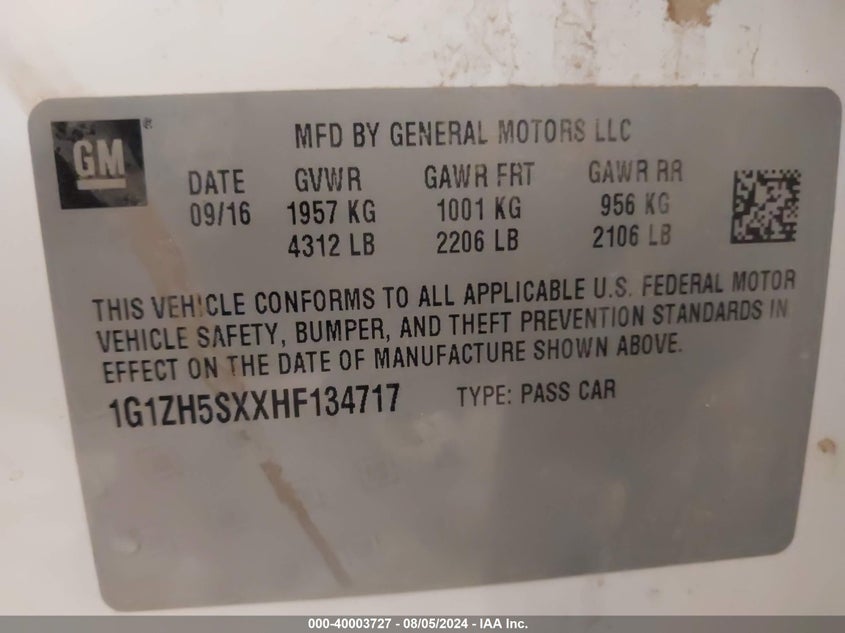 GM®
MFD BY GENERAL MOTORS LLC
DATE GVWR GAWR FRT GAWR RR
09/16 1957 KG 1001 KG 956 KG
4312 LB 2206 LB 2106 LB
THIS VEHICLE CONFORMS TO ALL APPLICABLE U.S. FEDERAL MOTOR
VEHICLE SAFETY, BUMPER, AND THEFT PREVENTION STANDARDS IN
EFFECT ON THE DATE OF MANUFACTURE SHOWN ABOVE.
1G1ZH5SXXHF134717 TYPE: PASS CAR
000-40003727 - 08/05/2024 - IAA Inc.